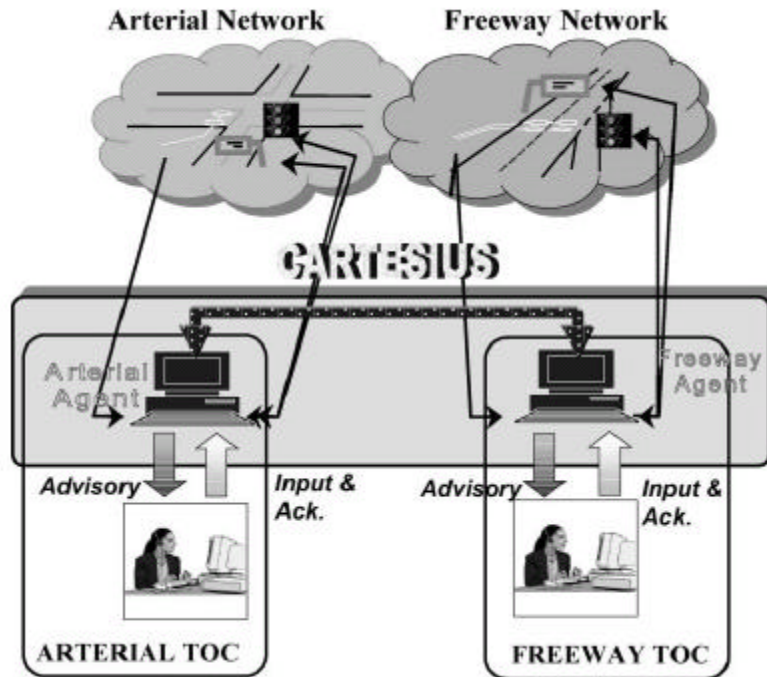 Arterial Network
Freeway Network
CARTESIUS
Arterial
Agent
Freeway
Agent
Advisory
Input &
Ack.
Advisory
Input &
Ack.
ARTERIAL TOC
FREEWAY TOC